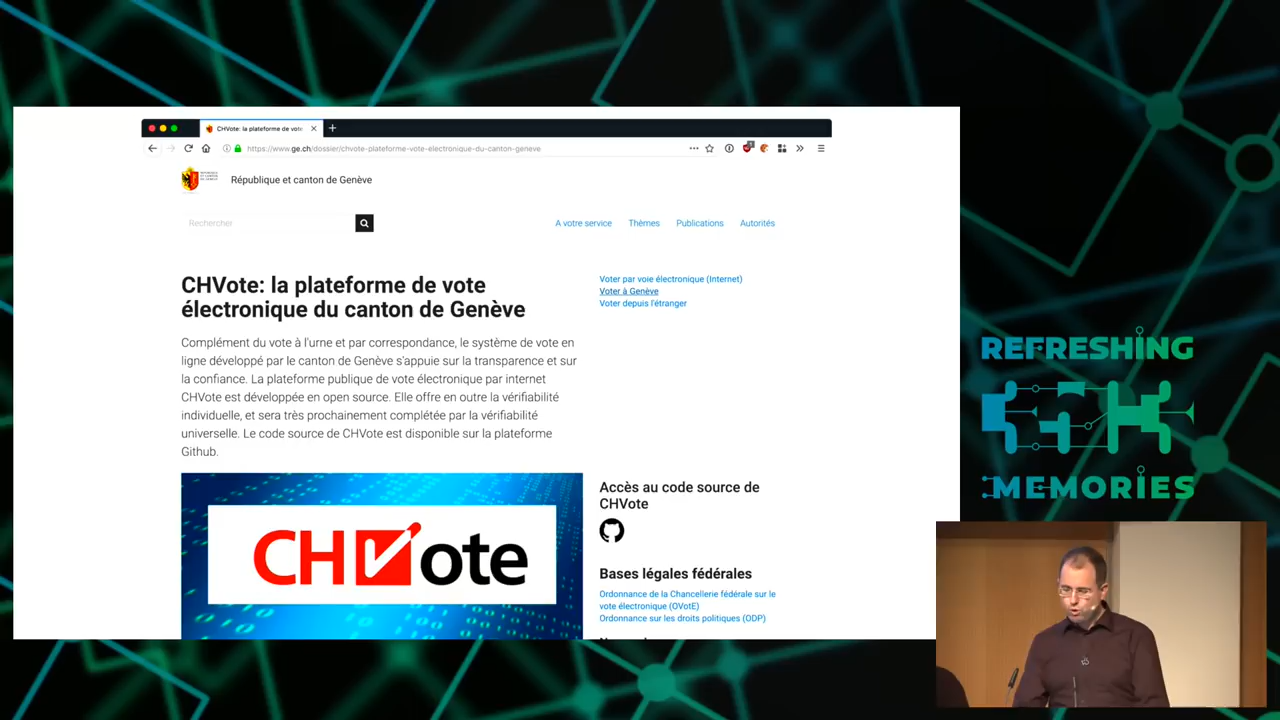 CHVote: la plateforme de vote
https://www.ge.ch/dossier/chvote-plateforme-vote-electronique-du-canton-geneve
République et canton de Genève
Rechercher
A votre service
Thèmes
Publications
Autorités
CHVote: la plateforme de vote
électronique du canton de Genève
Complément du vote à l'urne et par correspondance, le système de vote en
ligne développé par le canton de Genève s'appuie sur la transparence et sur
la confiance. La plateforme publique de vote électronique par internet
CHVote est développée en open source. Elle offre en outre la vérifiabilité
individuelle, et sera très prochainement complétée par la vérifiabilité
universelle. Le code source de CHVote est disponible sur la plateforme
Github.
Voter par voie électronique (Internet)
Voter à Genève
Voter depuis l'étranger
CHVote
Accès au code source de
CHVote
Bases légales fédérales
Ordonnance de la Chancellerie fédérale sur le
vote électronique (OVotE)
Ordonnance sur les droits politiques (ODP)
REFRESHING
MEMORIES